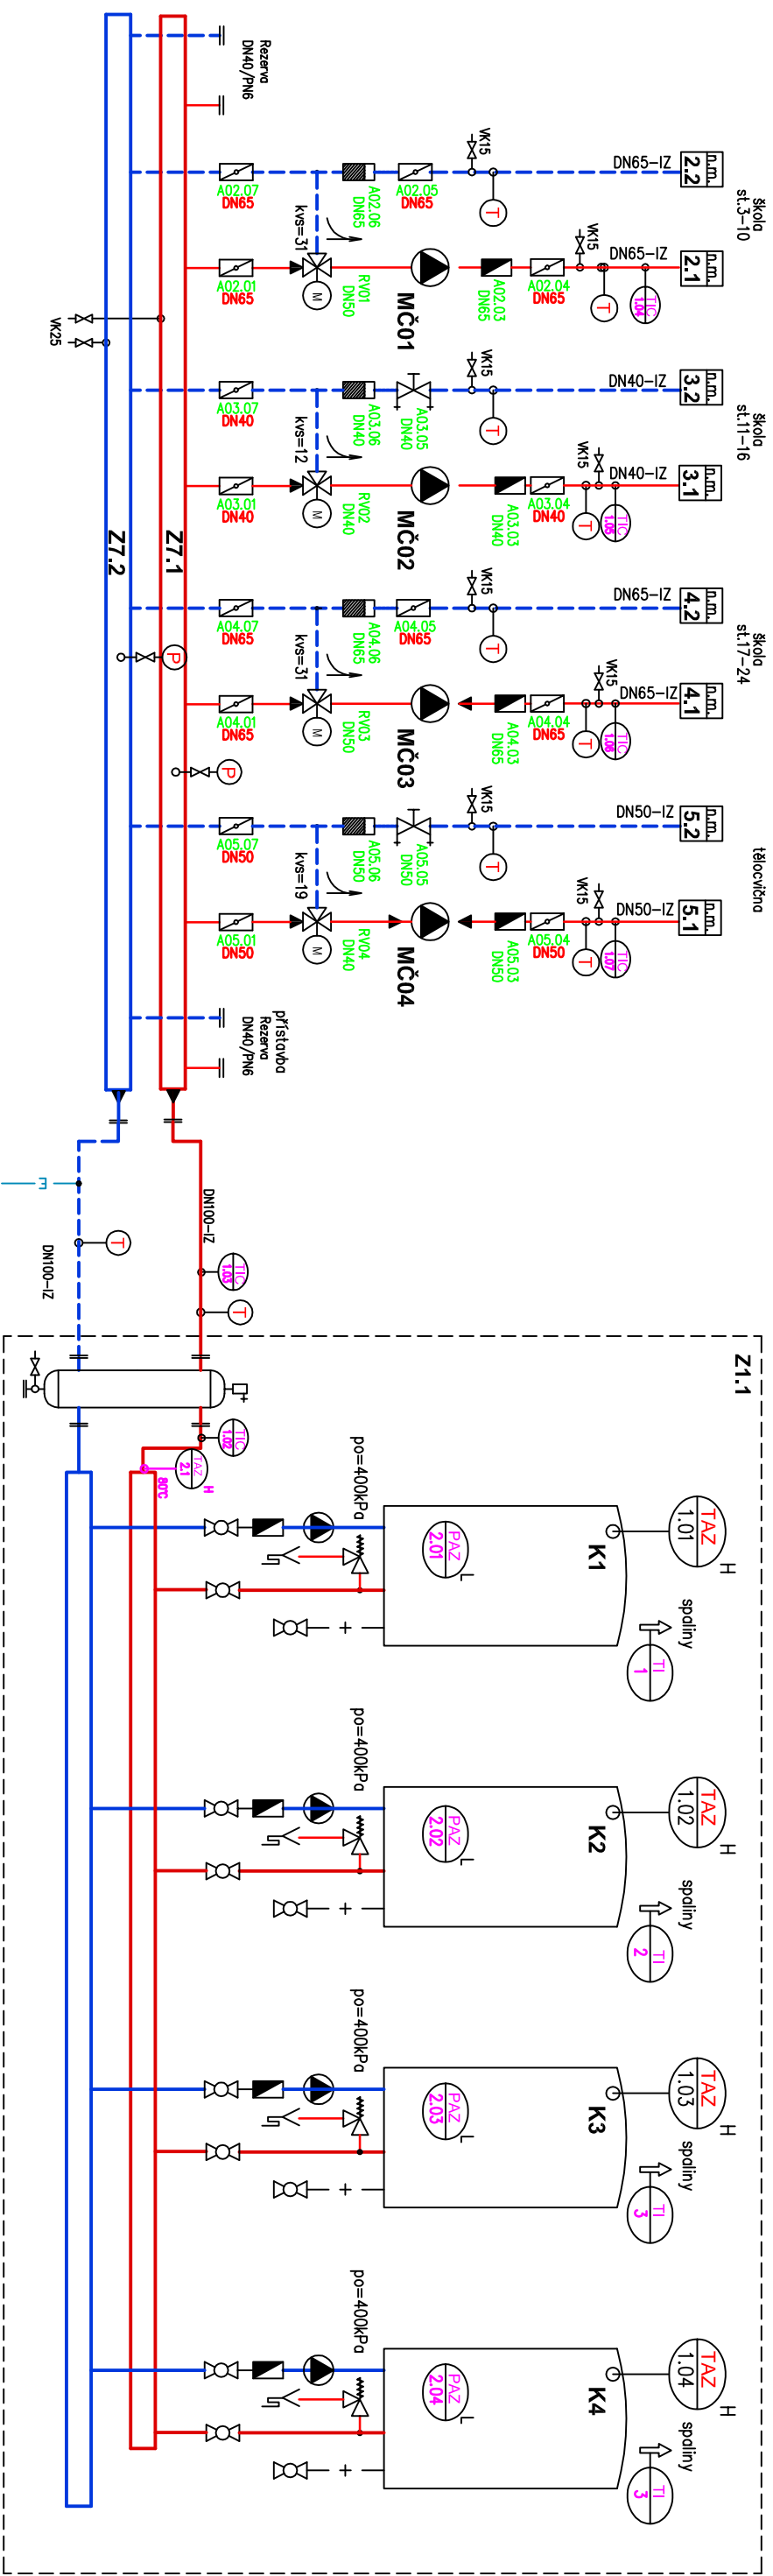 Rezerva
DN40/PN6
škola
st.3-10
n.m.
2.2
DN65-IZ
VK15
T
A02.05
DN65
A02.06
DN65
A02.07
DN65
n.m.
2.1
DN65-IZ
VK15
TIC
1.04
T
A02.04
DN65
A02.03
DN65
MČ01
kvs=31
RV01
DN50
M
A02.01
DN65
VK25
škola
st.11-16
n.m.
3.2
DN40-IZ
VK15
T
A03.05
DN40
A03.06
DN40
A03.07
DN40
n.m.
3.1
DN40-IZ
VK15
TIC
1.05
T
A03.04
DN40
A03.03
DN40
MČ02
kvs=12
RV02
DN40
M
A03.01
DN40
Z7.1
Z7.2
škola
st.17-24
n.m.
4.2
DN65-IZ
VK15
T
A04.05
DN65
A04.06
DN65
A04.07
DN65
P
n.m.
4.1
DN65-IZ
VK15
TIC
1.06
T
A04.04
DN65
A04.03
DN65
MČ03
kvs=31
RV03
DN50
M
A04.01
DN65
P
tělocvična
n.m.
5.2
DN50-IZ
VK15
T
A05.05
DN50
A05.06
DN50
A05.07
DN50
n.m.
5.1
DN50-IZ
VK15
TIC
1.07
T
A05.04
DN50
A05.03
DN50
MČ04
kvs=19
RV04
DN40
M
A05.01
DN50
přístavba
Rezerva
DN40/PN6
E
DN100-IZ
T
DN100-IZ
TIC
1.03
T
Z1.1
TIC
1.02
TAZ
2.1
H
80°C
po=400kPa
TAZ
1.01
H
K1
PAZ
2.01
L
spaliny
TI
1
po=400kPa
TAZ
1.02
H
K2
PAZ
2.02
L
spaliny
TI
2
po=400kPa
TAZ
1.03
H
K3
PAZ
2.03
L
spaliny
TI
3
po=400kPa
TAZ
1.04
H
K4
PAZ
2.04
L
spaliny
TI
3